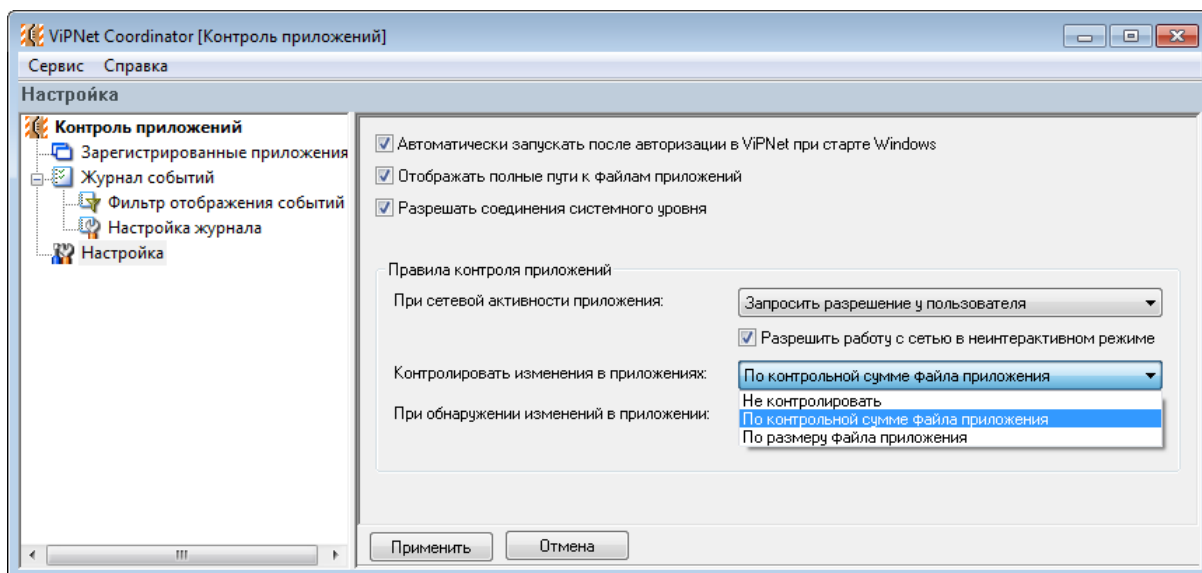 ViPNet Coordinator [Контроль приложений]
Сервис Справка
Настройка
Контроль приложений
Зарегистрированные приложения
Журнал событий
Фильтр отображения событий
Настройка журнала
Настройка
Автоматически запускать после авторизации в ViPNet при старте Windows
Отображать полные пути к файлам приложений
Разрешать соединения системного уровня
Правила контроля приложений
При сетевой активности приложения: Запросить разрешение у пользователя
Разрешить работу с сетью в неинтерактивном режиме
Контролировать изменения в приложениях: По контрольной сумме файла приложения
Не контролировать
При обнаружении изменений в приложении: По контрольной сумме файла приложения
По размеру файла приложения
Применить Отмена